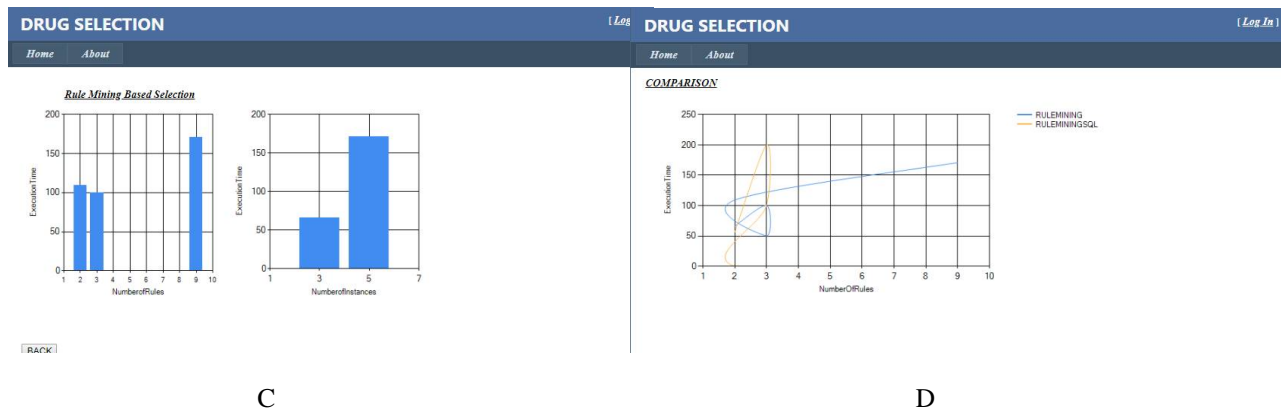 DRUG SELECTION
[ Log
Home About
Rule Mining Based Selection
200
150
100
50
0
ExecutionTime
1 2 3 4 5 6 7 8 9 10
NumberofRules
200
150
100
50
0
ExecutionTime
1 3 5 7
NumberofInstances
BACK
C
DRUG SELECTION
[ Log In ]
Home About
COMPARISON
250
200
150
100
50
0
ExecutionTime
1 2 3 4 5 6 7 8 9 10
NumberOfRules
RULEMINING
RULEMININGSQL
D